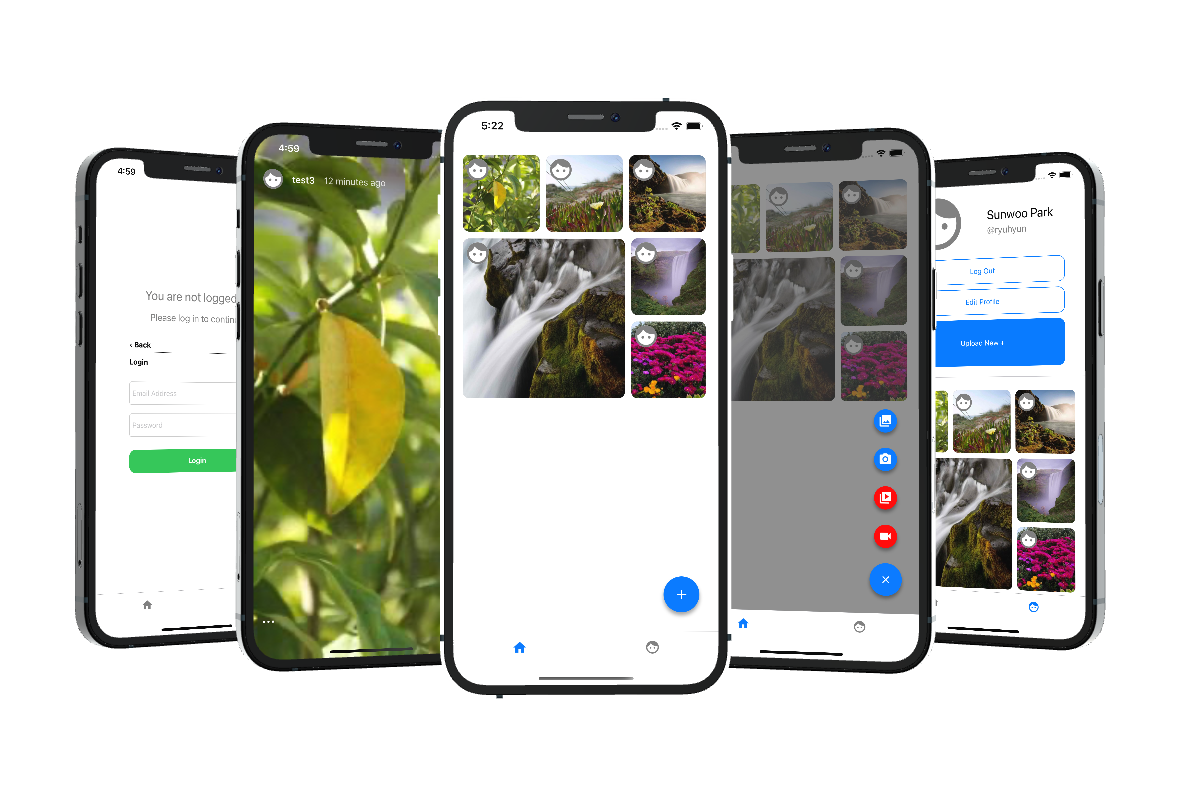 4:59
You are not logged
Please log in to contin
‹ Back
Login
Email Address
Password
Login
4:59
test3 12 minutes ago
5:22
Sunwoo Park
@ryuhyun
Log Out
Edit Profile
Upload New +